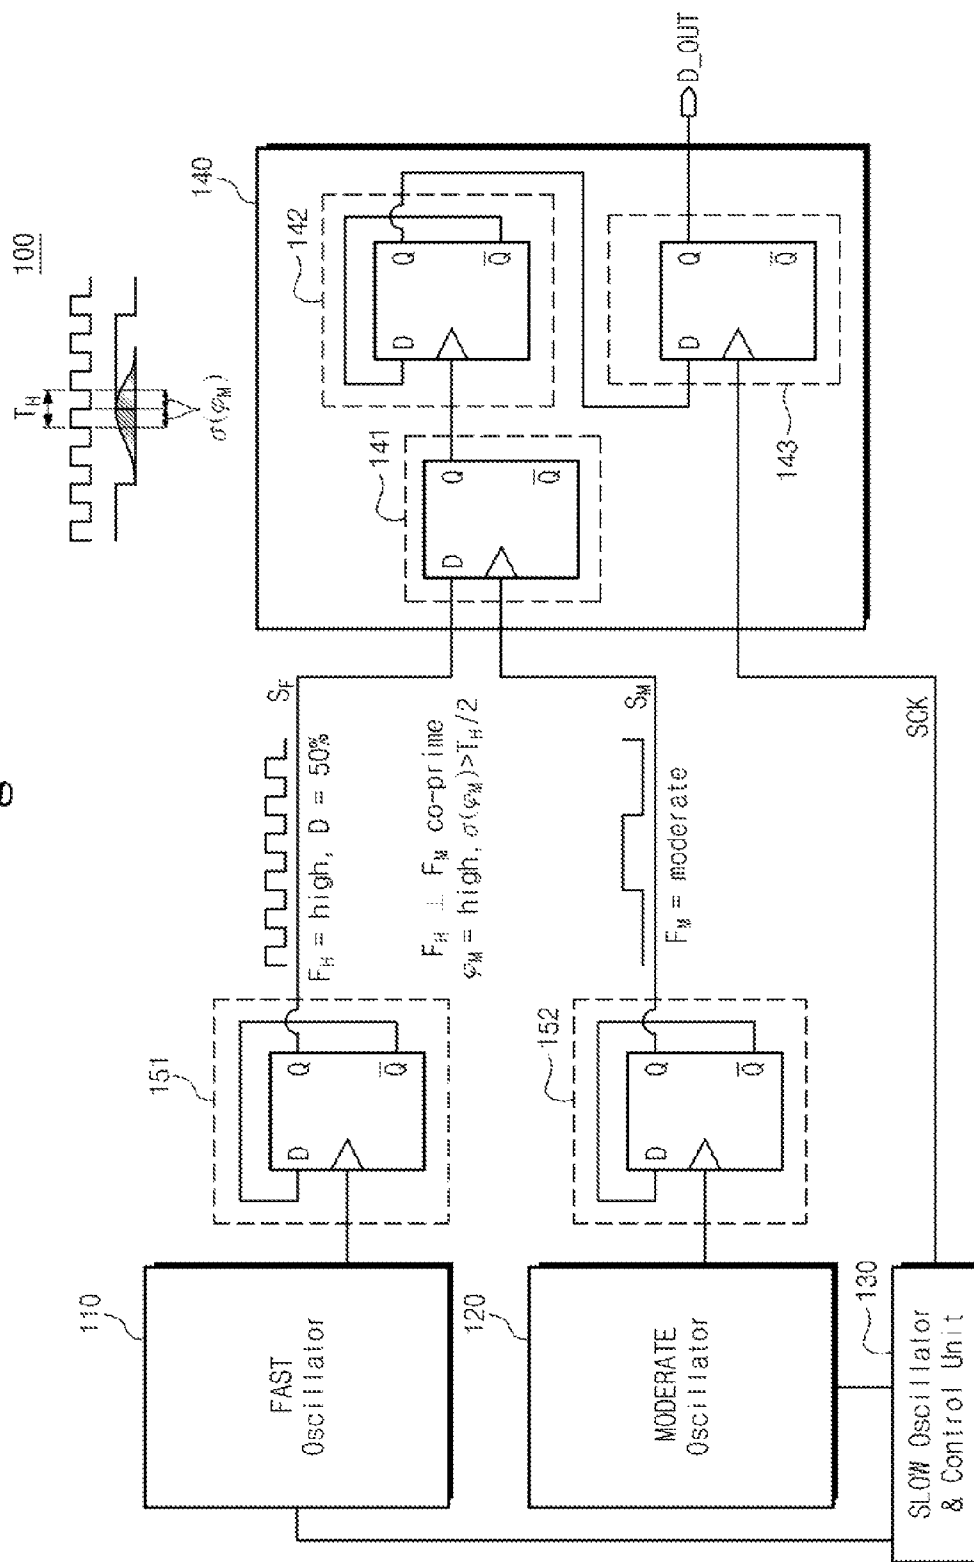 100
T_H
σ(φ_M)
110
FAST
Oscillator
120
MODERATE
Oscillator
130
SLOW Oscillator
& Control Unit
151
D
Q
Q̅
152
D
Q
Q̅
S_F
F_H = high, D = 50%
F_H ⊥ F_M co-prime
φ_M = high, σ(φ_M)>T_H/2
S_M
F_M = moderate
SCK
140
141
D
Q
Q̅
142
D
Q
Q̅
143
D
Q
Q̅
D_OUT